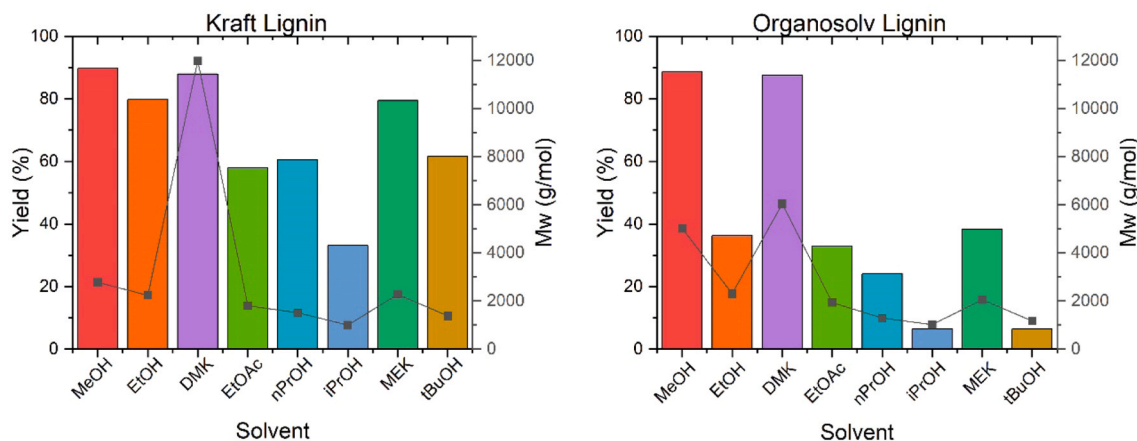 Kraft Lignin
100
80
60
40
20
0
Yield (%)
12000
10000
8000
6000
4000
2000
0
Mw (g/mol)
MeOH
EtOH
DMK
EtOAc
nPrOH
iPrOH
MEK
tBuOH
Solvent
Organosolv Lignin
100
80
60
40
20
0
Yield (%)
12000
10000
8000
6000
4000
2000
0
Mw (g/mol)
MeOH
EtOH
DMK
EtOAc
nPrOH
iPrOH
MEK
tBuOH
Solvent